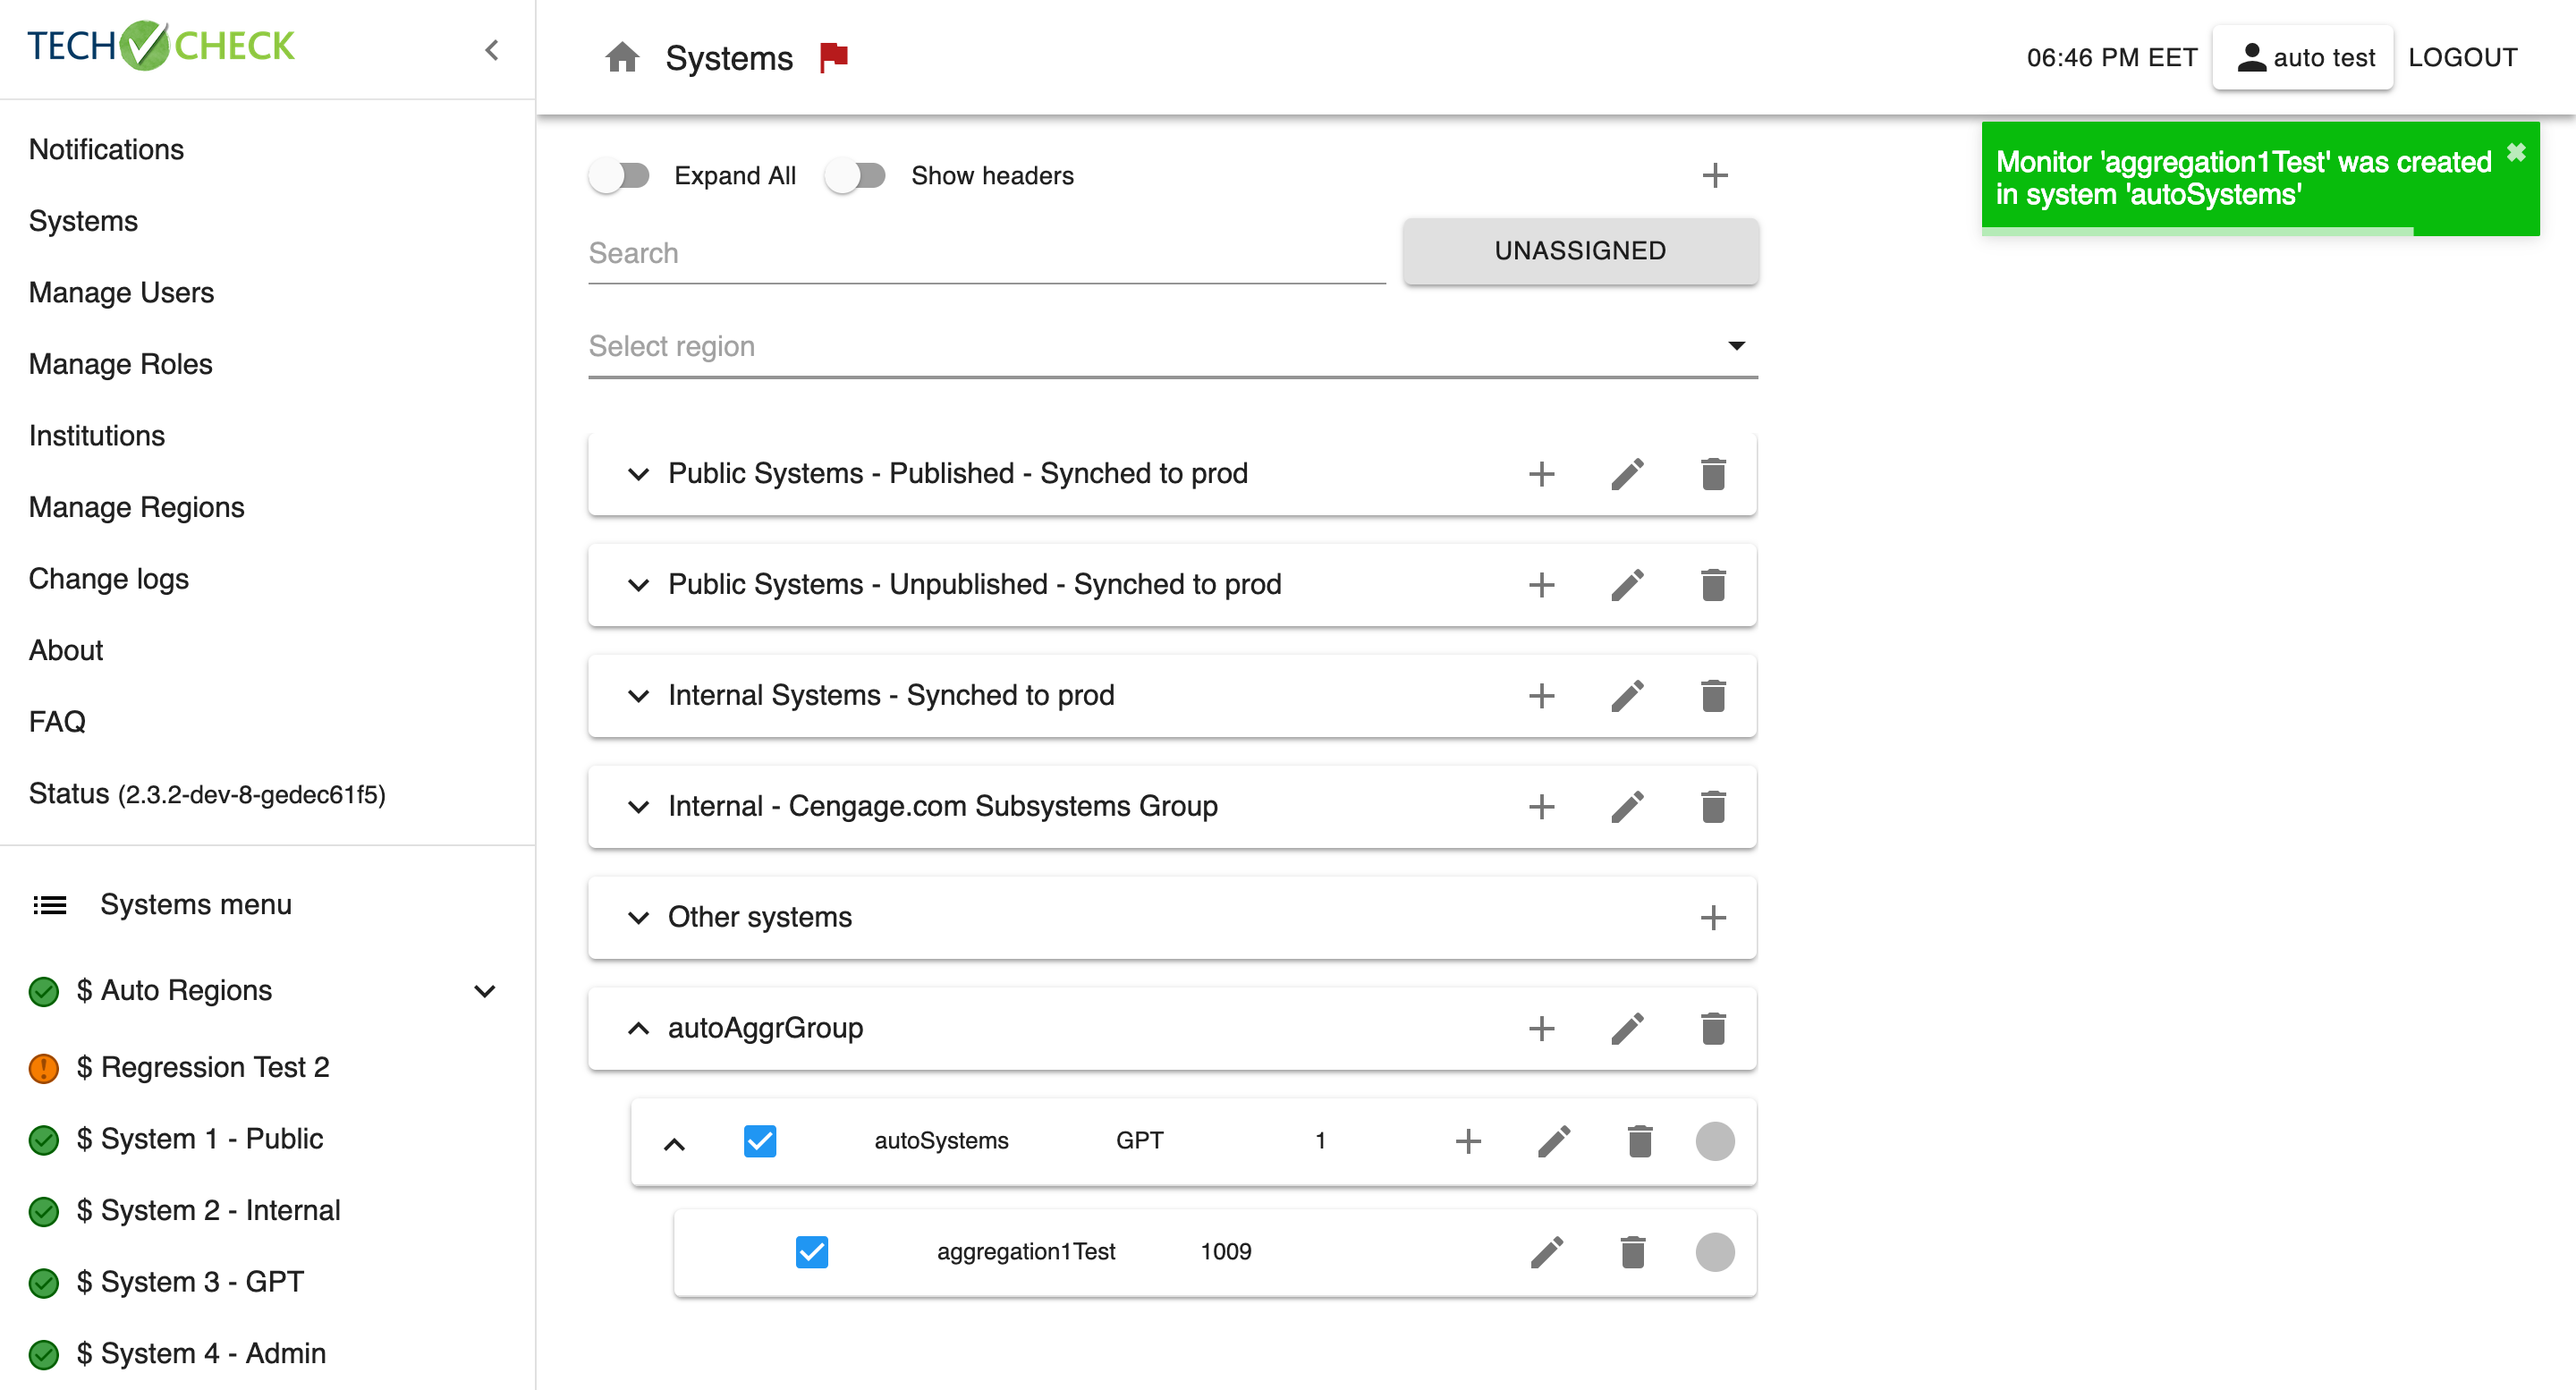 TECH CHECK
Systems
06:46 PM EET
auto test
LOGOUT
Notifications
Systems
Manage Users
Manage Roles
Institutions
Manage Regions
Change logs
About
FAQ
Status (2.3.2-dev-8-gedec61f5)
Systems menu
$ Auto Regions
$ Regression Test 2
$ System 1 - Public
$ System 2 - Internal
$ System 3 - GPT
$ System 4 - Admin
Expand All
Show headers
Search
UNASSIGNED
Select region
Public Systems - Published - Synched to prod
Public Systems - Unpublished - Synched to prod
Internal Systems - Synched to prod
Internal - Cengage.com Subsystems Group
Other systems
autoAggrGroup
autoSystems GPT 1
aggregation1Test 1009
Monitor 'aggregation1Test' was created
in system 'autoSystems'